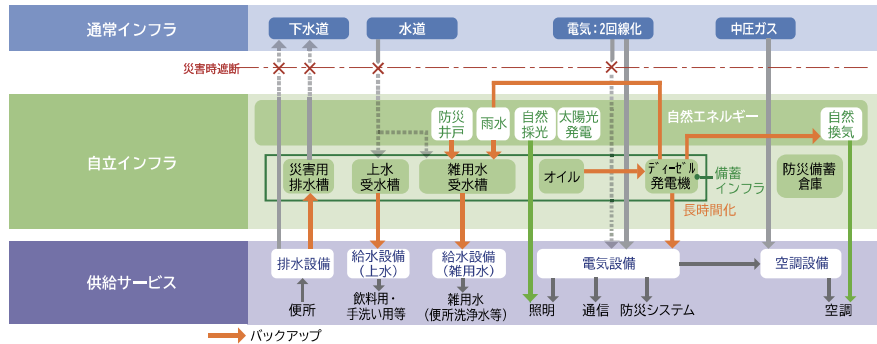 通常インフラ
下水道
水道
電気：2回線化
中圧ガス
災害時遮断
自立インフラ
防災
井戸
雨水
自然
採光
太陽光
発電
自然エネルギー
自然
換気
災害用
排水槽
上水
受水槽
雑用水
受水槽
オイル
ディーゼル
発電機
備蓄
インフラ
防災備蓄
倉庫
長時間化
供給サービス
排水設備
給水設備
（上水）
給水設備
（雑用水）
電気設備
空調設備
便所
飲料用・
手洗い用等
雑用水
（便所洗浄水等）
照明
通信
防災システム
空調
バックアップ